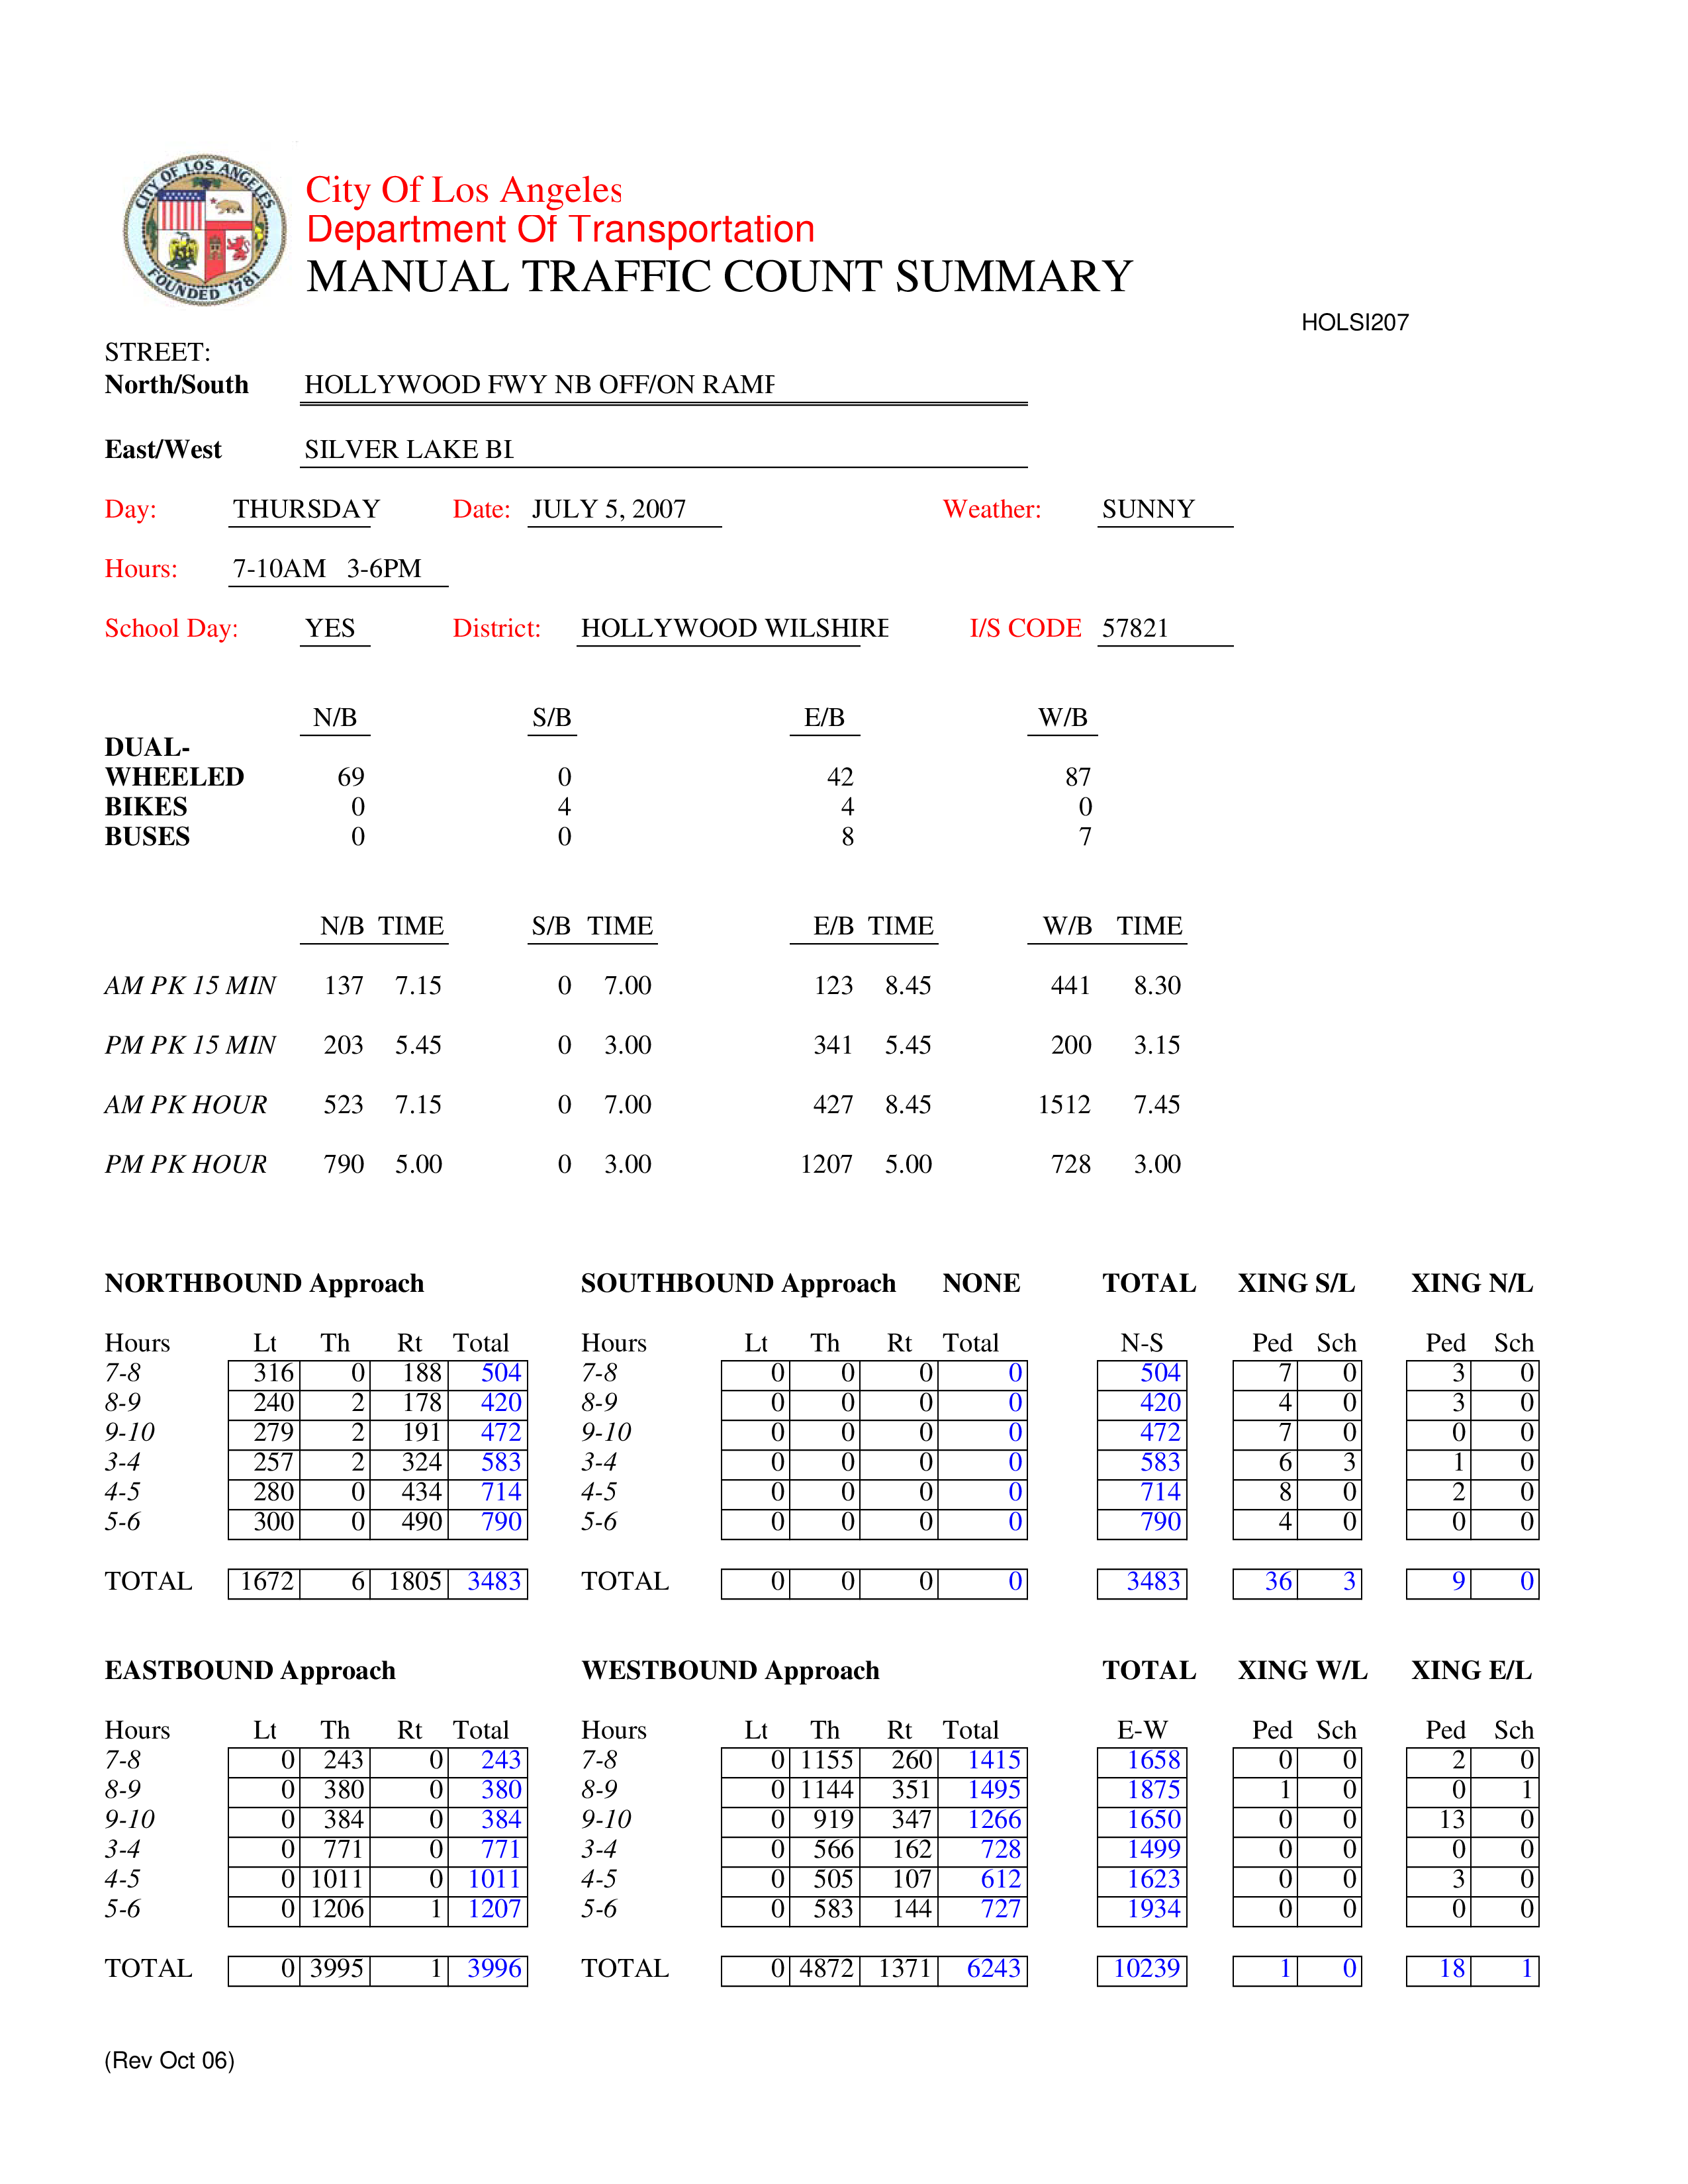 CITY OF LOS ANGELES
FOUNDED 1781
City Of Los Angeles
Department Of Transportation
MANUAL TRAFFIC COUNT SUMMARY
HOLSI207
STREET:
North/South HOLLYWOOD FWY NB OFF/ON RAMP
East/West SILVER LAKE BL
Day: THURSDAY Date: JULY 5, 2007 Weather: SUNNY
Hours: 7-10AM 3-6PM
School Day: YES District: HOLLYWOOD WILSHIRE I/S CODE 57821
N/B S/B E/B W/B
DUAL-
WHEELED 69 0 42 87
BIKES 0 4 4 0
BUSES 0 0 8 7
N/B TIME S/B TIME E/B TIME W/B TIME
AM PK 15 MIN 137 7.15 0 7.00 123 8.45 441 8.30
PM PK 15 MIN 203 5.45 0 3.00 341 5.45 200 3.15
AM PK HOUR 523 7.15 0 7.00 427 8.45 1512 7.45
PM PK HOUR 790 5.00 0 3.00 1207 5.00 728 3.00
NORTHBOUND Approach SOUTHBOUND Approach NONE TOTAL XING S/L XING N/L
Hours Lt Th Rt Total Hours Lt Th Rt Total N-S Ped Sch Ped Sch
7-8 316 0 188 504 7-8 0 0 0 0 504 7 0 3 0
8-9 240 2 178 420 8-9 0 0 0 0 420 4 0 3 0
9-10 279 2 191 472 9-10 0 0 0 0 472 7 0 0 0
3-4 257 2 324 583 3-4 0 0 0 0 583 6 3 1 0
4-5 280 0 434 714 4-5 0 0 0 0 714 8 0 2 0
5-6 300 0 490 790 5-6 0 0 0 0 790 4 0 0 0
TOTAL 1672 6 1805 3483 TOTAL 0 0 0 0 3483 36 3 9 0
EASTBOUND Approach WESTBOUND Approach TOTAL XING W/L XING E/L
Hours Lt Th Rt Total Hours Lt Th Rt Total E-W Ped Sch Ped Sch
7-8 0 243 0 243 7-8 0 1155 260 1415 1658 0 0 2 0
8-9 0 380 0 380 8-9 0 1144 351 1495 1875 1 0 0 1
9-10 0 384 0 384 9-10 0 919 347 1266 1650 0 0 13 0
3-4 0 771 0 771 3-4 0 566 162 728 1499 0 0 0 0
4-5 0 1011 0 1011 4-5 0 505 107 612 1623 0 0 3 0
5-6 0 1206 1 1207 5-6 0 583 144 727 1934 0 0 0 0
TOTAL 0 3995 1 3996 TOTAL 0 4872 1371 6243 10239 1 0 18 1
(Rev Oct 06)